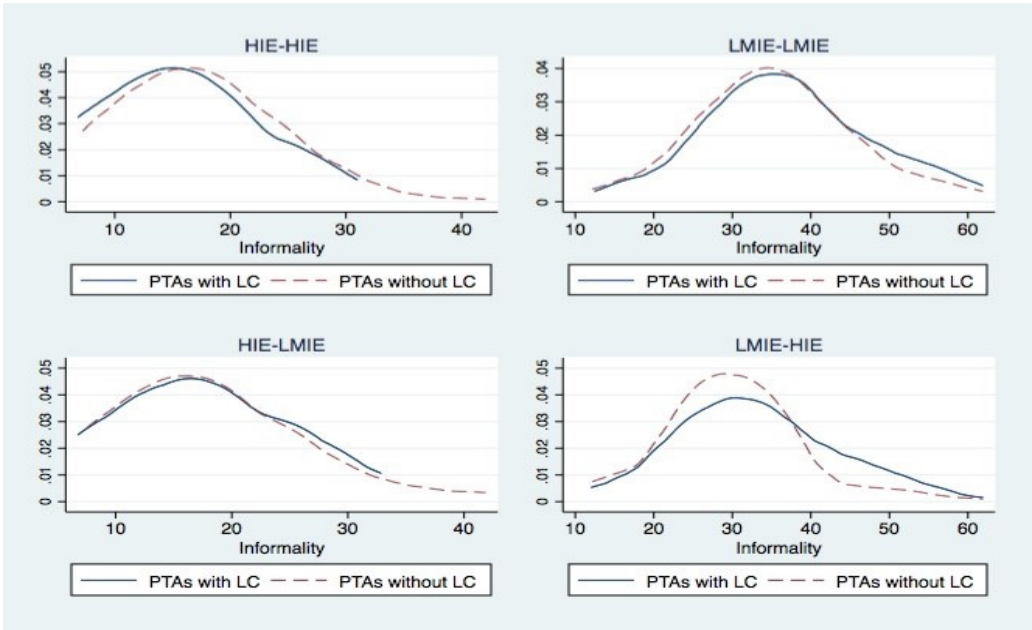 HIE-HIE
.05
.04
.03
.02
.01
0
10 20 30 40
Informality
PTAs with LC PTAs without LC
LMIE-LMIE
.04
.03
.02
.01
0
10 20 30 40 50 60
Informality
PTAs with LC PTAs without LC
HIE-LMIE
.05
.04
.03
.02
.01
0
10 20 30 40
Informality
PTAs with LC PTAs without LC
LMIE-HIE
.05
.04
.03
.02
.01
0
10 20 30 40 50 60
Informality
PTAs with LC PTAs without LC